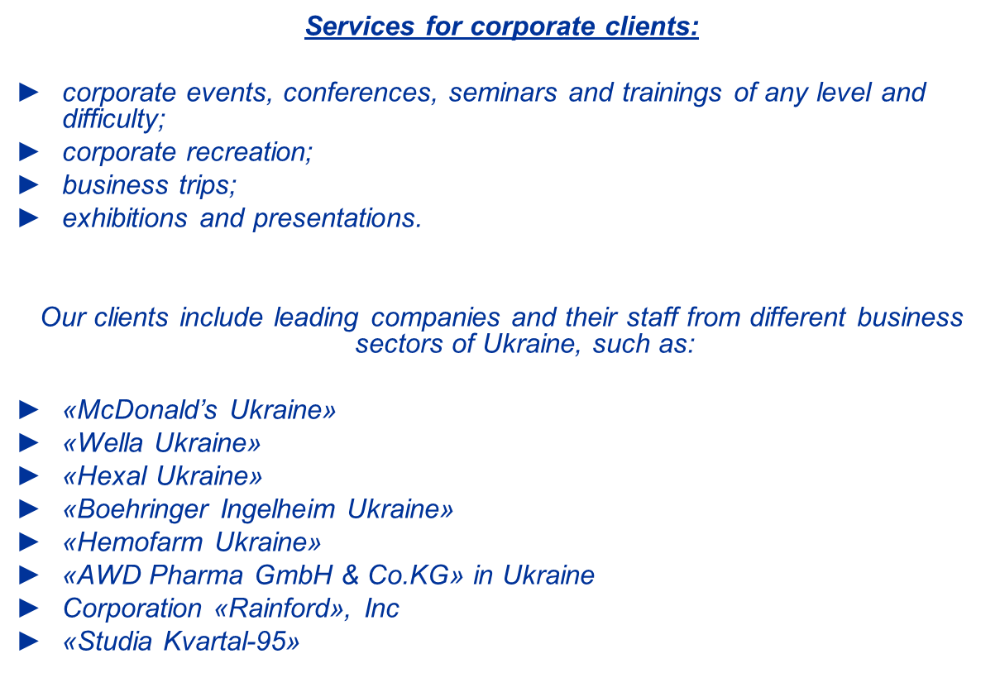 Services for corporate clients:
► corporate events, conferences, seminars and trainings of any level and
difficulty;
► corporate recreation;
► business trips;
► exhibitions and presentations.
Our clients include leading companies and their staff from different business
sectors of Ukraine, such as:
► «McDonald’s Ukraine»
► «Wella Ukraine»
► «Hexal Ukraine»
► «Boehringer Ingelheim Ukraine»
► «Hemofarm Ukraine»
► «AWD Pharma GmbH & Co.KG» in Ukraine
► Corporation «Rainford», Inc
► «Studia Kvartal-95»